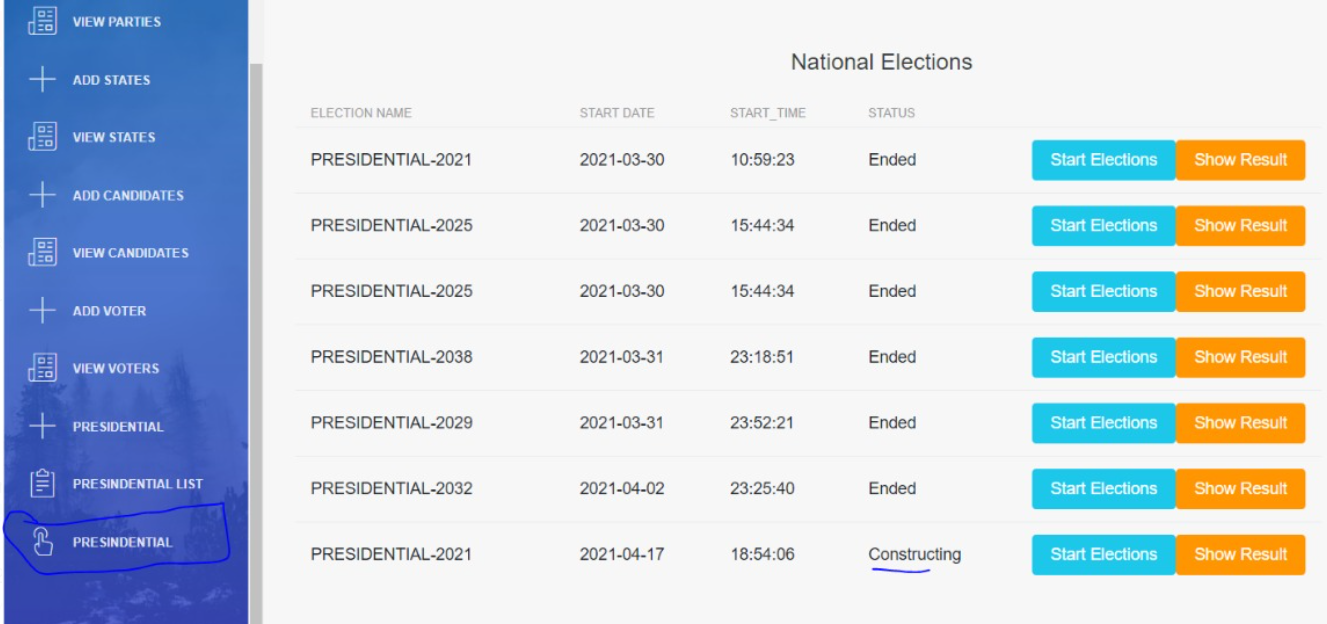 VIEW PARTIES
ADD STATES
VIEW STATES
ADD CANDIDATES
VIEW CANDIDATES
ADD VOTER
VIEW VOTERS
PRESIDENTIAL
PRESINDENTIAL LIST
PRESINDENTIAL
National Elections
ELECTION NAME START DATE START_TIME STATUS
PRESIDENTIAL-2021 2021-03-30 10:59:23 Ended Start Elections Show Result
PRESIDENTIAL-2025 2021-03-30 15:44:34 Ended Start Elections Show Result
PRESIDENTIAL-2025 2021-03-30 15:44:34 Ended Start Elections Show Result
PRESIDENTIAL-2038 2021-03-31 23:18:51 Ended Start Elections Show Result
PRESIDENTIAL-2029 2021-03-31 23:52:21 Ended Start Elections Show Result
PRESIDENTIAL-2032 2021-04-02 23:25:40 Ended Start Elections Show Result
PRESIDENTIAL-2021 2021-04-17 18:54:06 Constructing Start Elections Show Result